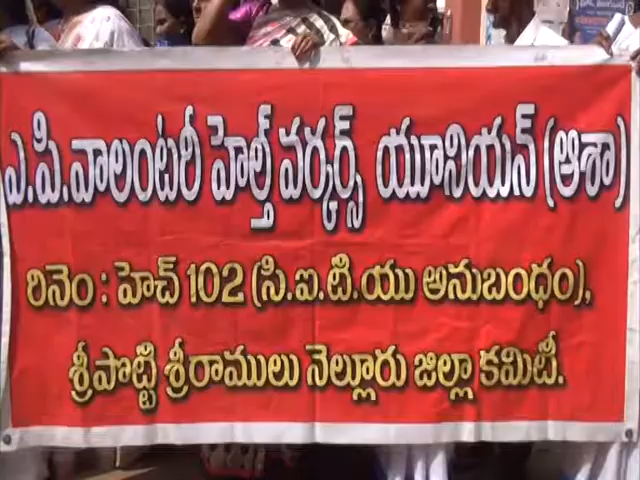 ఎ.పి.వాలంటరీ హెల్త్ వర్కర్స్ యూనియన్ (ఆశా)
రినెం : హెచ్ 102 (సి.ఐ.టి.యు అనుబంధం),
శ్రీపొట్టి శ్రీరాములు నెల్లూరు జిల్లా కమిటీ.